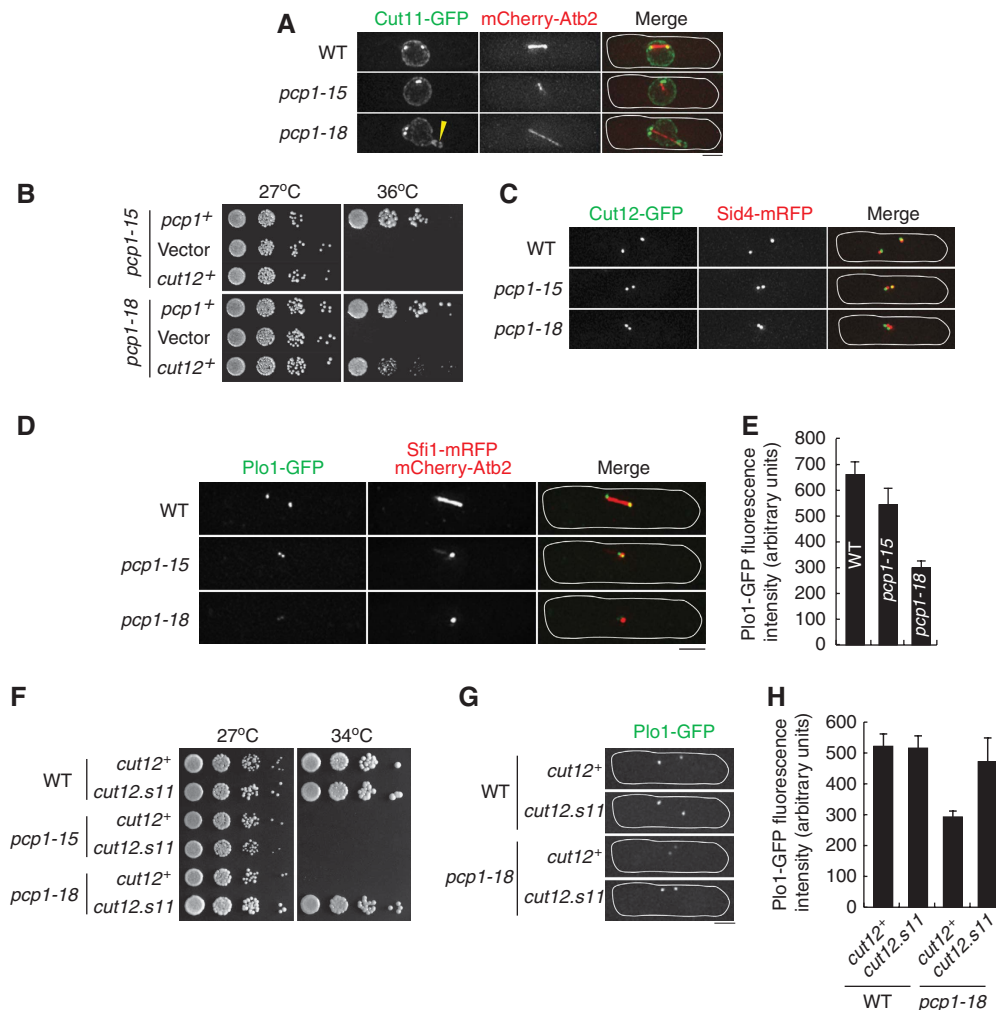 A
Cut11-GFP mCherry-Atb2 Merge
WT
pcp1-15
pcp1-18
B
27ºC 36ºC
pcp1-15
pcp1+
Vector
cut12+
pcp1-18
pcp1+
Vector
cut12+
C
Cut12-GFP Sid4-mRFP Merge
WT
pcp1-15
pcp1-18
D
Plo1-GFP
Sfi1-mRFP
mCherry-Atb2
Merge
WT
pcp1-15
pcp1-18
E
Plo1-GFP fluorescence
intensity (arbitrary units)
800
700
600
500
400
300
200
100
0
WT
pcp1-15
pcp1-18
F
27ºC 34ºC
WT
cut12+
cut12.s11
pcp1-15
cut12+
cut12.s11
pcp1-18
cut12+
cut12.s11
G
Plo1-GFP
WT
cut12+
cut12.s11
pcp1-18
cut12+
cut12.s11
H
Plo1-GFP fluorescence
intensity (arbitrary units)
600
500
400
300
200
100
0
cut12+
cut12.s11
cut12+
cut12.s11
WT pcp1-18